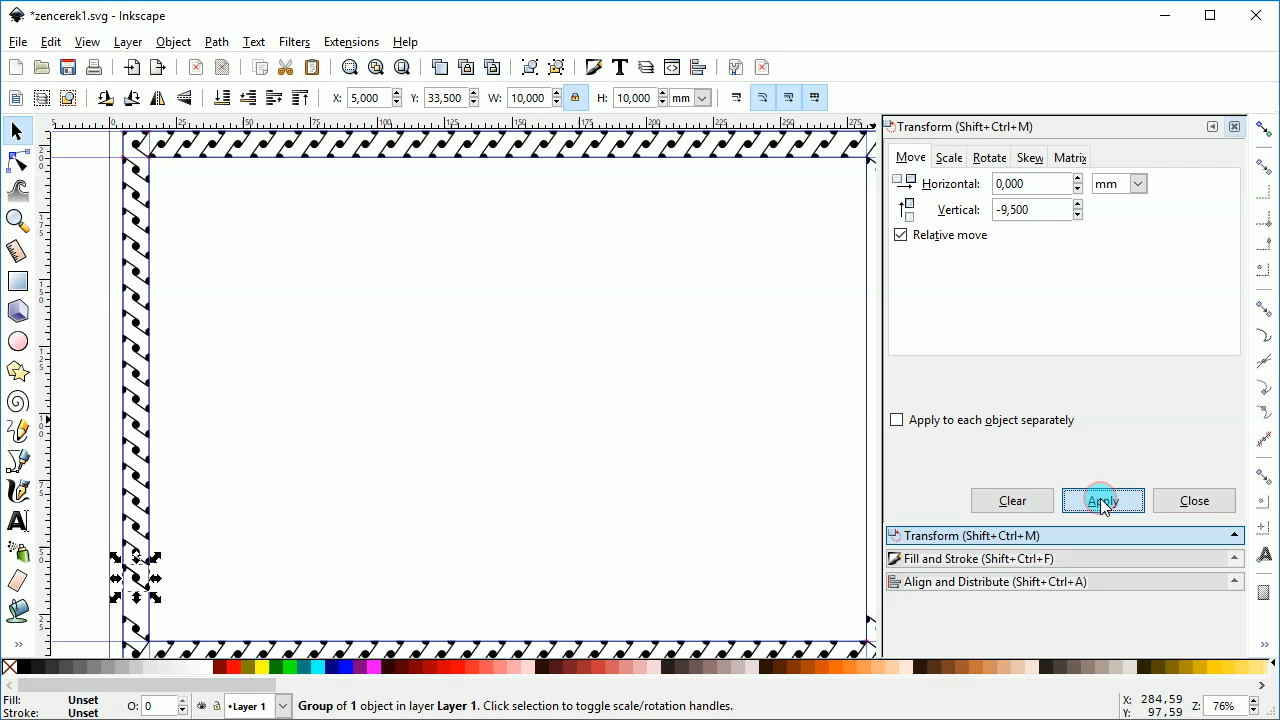 *zencerek1.svg - Inkscape
File Edit View Layer Object Path Text Filters Extensions Help
X: 5,000 Y: 33,500 W: 10,000 H: 10,000 mm
Transform (Shift+Ctrl+M)
Move Scale Rotate Skew Matrix
Horizontal: 0,000 mm
Vertical: -9,500
Relative move
Apply to each object separately
Clear Apply Close
Transform (Shift+Ctrl+M)
Fill and Stroke (Shift+Ctrl+F)
Align and Distribute (Shift+Ctrl+A)
Fill: Unset
Stroke: Unset
O: 0
•Layer 1
Group of 1 object in layer Layer 1. Click selection to toggle scale/rotation handles.
X: 284,59
Y: 97,59
Z: 76%